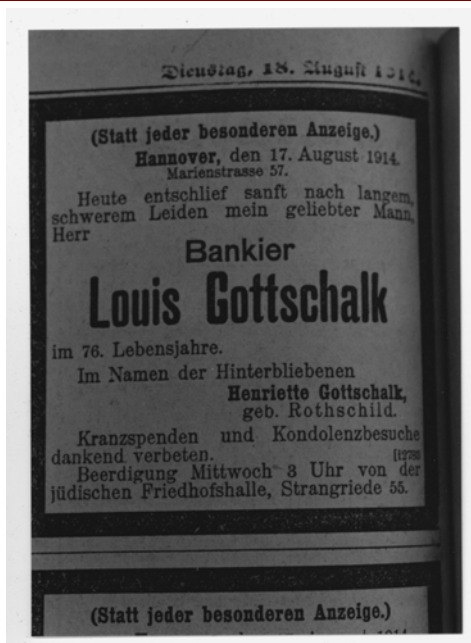 Dienstag, 18. August 1914.
(Statt jeder besonderen Anzeige.)
Hannover, den 17. August 1914.
Marienstrasse 57.
Heute entschlief sanft nach langem,
schwerem Leiden mein geliebter Mann,
Herr
Bankier
Louis Gottschalk
im 76. Lebensjahre.
Im Namen der Hinterbliebenen
Henriette Gottschalk,
geb. Rothschild.
Kranzspenden und Kondolenzbesuche
dankend verbeten.
Beerdigung Mittwoch 3 Uhr von der
jüdischen Friedhofshalle, Strangriede 55.
(Statt jeder besonderen Anzeige.)